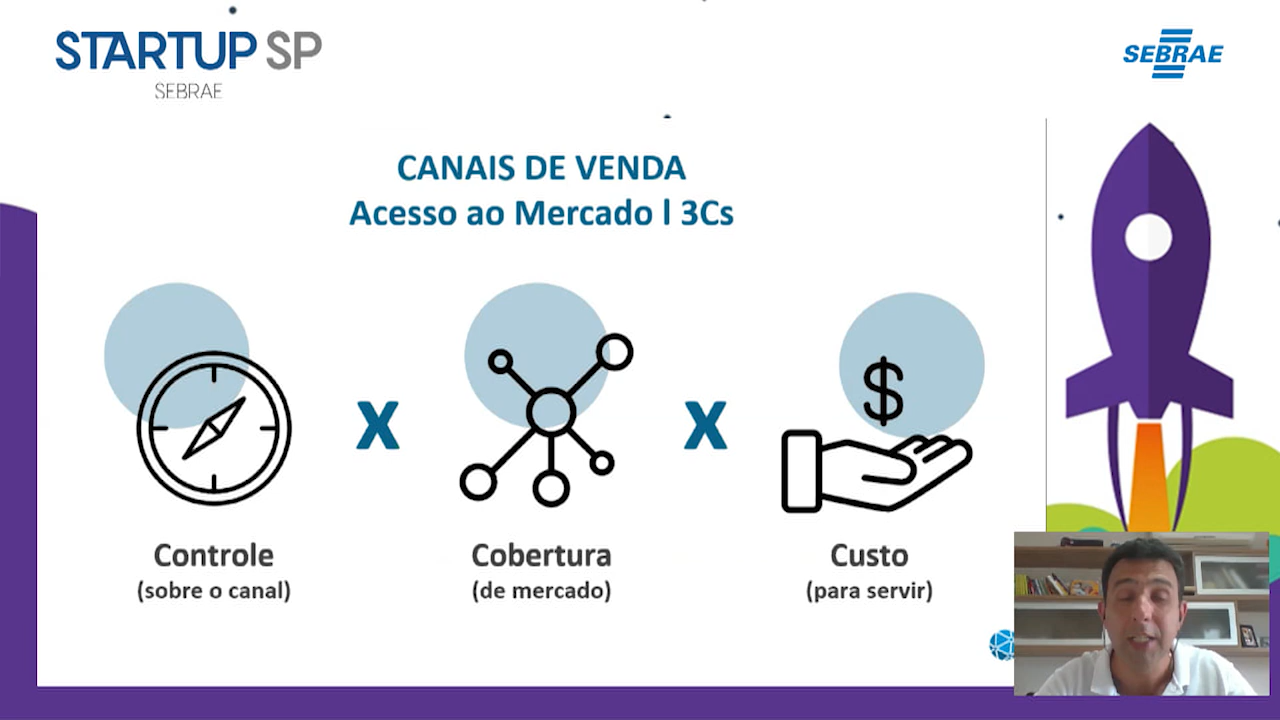 STARTUP SP
SEBRAE
SEBRAE
CANAIS DE VENDA
Acesso ao Mercado l 3Cs
X
X
$
Controle
(sobre o canal)
Cobertura
(de mercado)
Custo
(para servir)